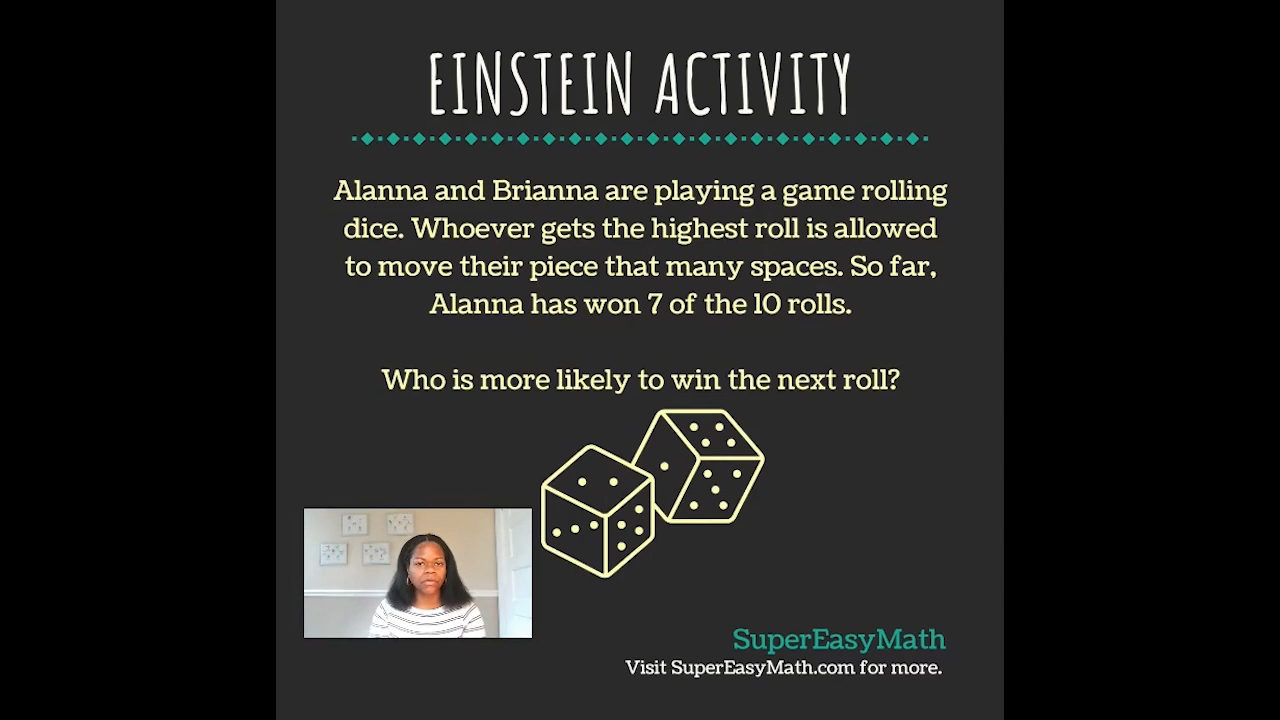 EINSTEIN ACTIVITY
Alanna and Brianna are playing a game rolling
dice. Whoever gets the highest roll is allowed
to move their piece that many spaces. So far,
Alanna has won 7 of the 10 rolls.
Who is more likely to win the next roll?
SuperEasyMath
Visit SuperEasyMath.com for more.